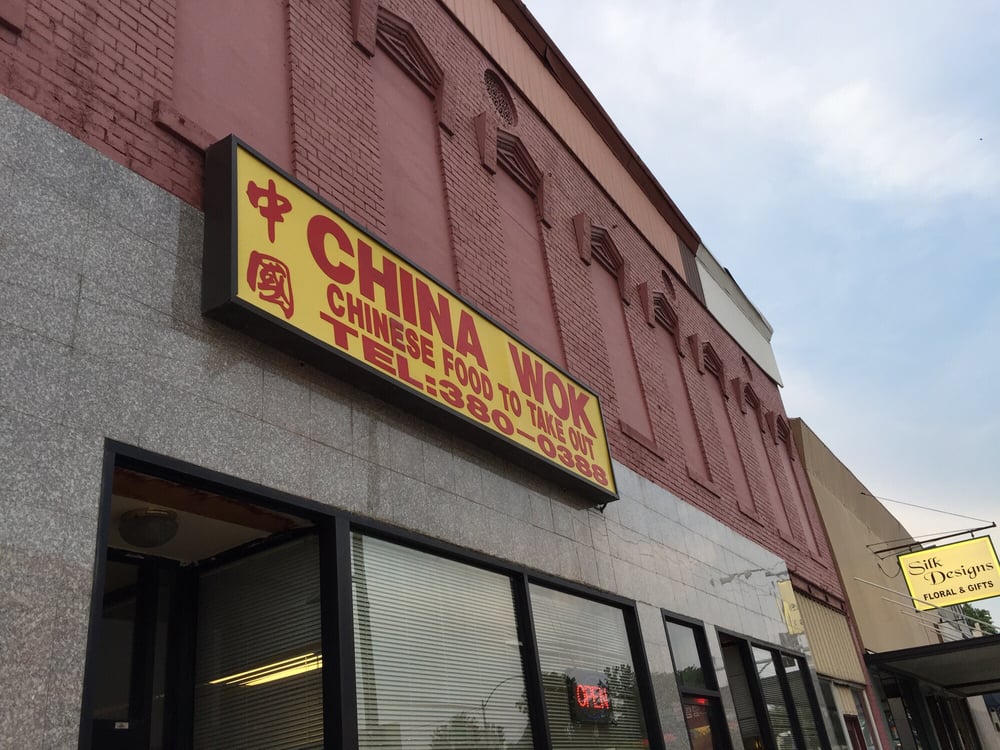 中
國
CHINA WOK
CHINESE FOOD TO TAKE OUT
TEL:380-0388
OPEN
Silk
Designs
FLORAL & GIFTS